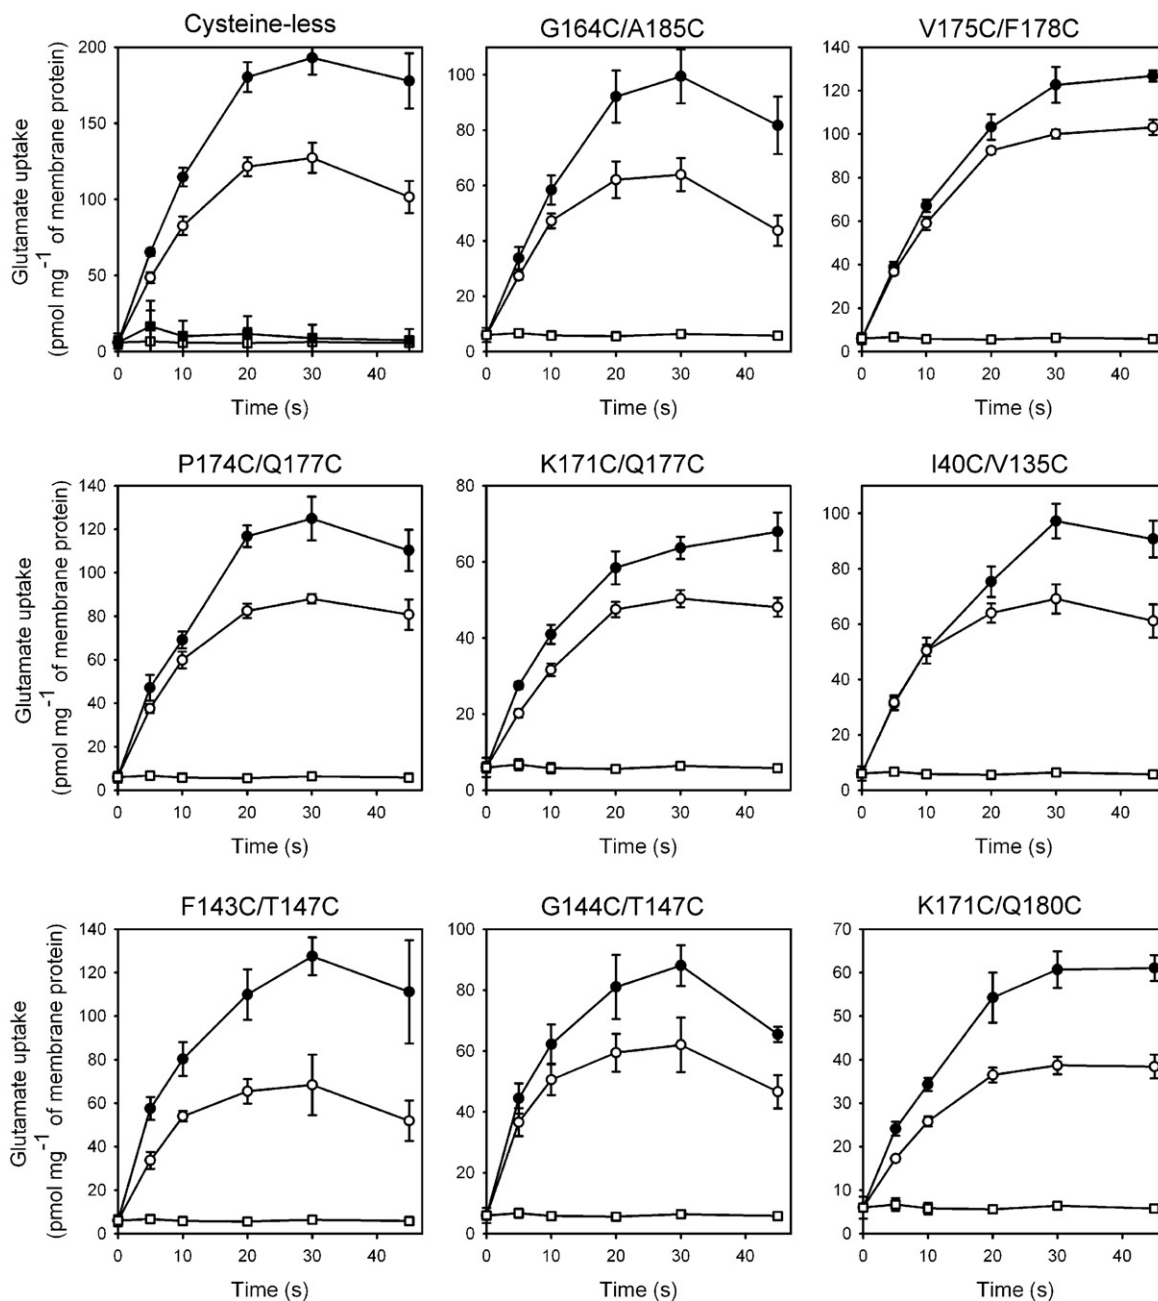 Cysteine-less
G164C/A185C
V175C/F178C
Glutamate uptake
(pmol mg⁻¹ of membrane protein)
200
150
100
50
0
0 10 20 30 40
Time (s)
100
80
60
40
20
0
0 10 20 30 40
Time (s)
140
120
100
80
60
40
20
0
0 10 20 30 40
Time (s)
P174C/Q177C
K171C/Q177C
I40C/V135C
Glutamate uptake
(pmol mg⁻¹ of membrane protein)
140
120
100
80
60
40
20
0
0 10 20 30 40
Time (s)
80
60
40
20
0
0 10 20 30 40
Time (s)
100
80
60
40
20
0
0 10 20 30 40
Time (s)
F143C/T147C
G144C/T147C
K171C/Q180C
Glutamate uptake
(pmol mg⁻¹ of membrane protein)
140
120
100
80
60
40
20
0
0 10 20 30 40
Time (s)
100
80
60
40
20
0
0 10 20 30 40
Time (s)
70
60
50
40
30
20
10
0
0 10 20 30 40
Time (s)